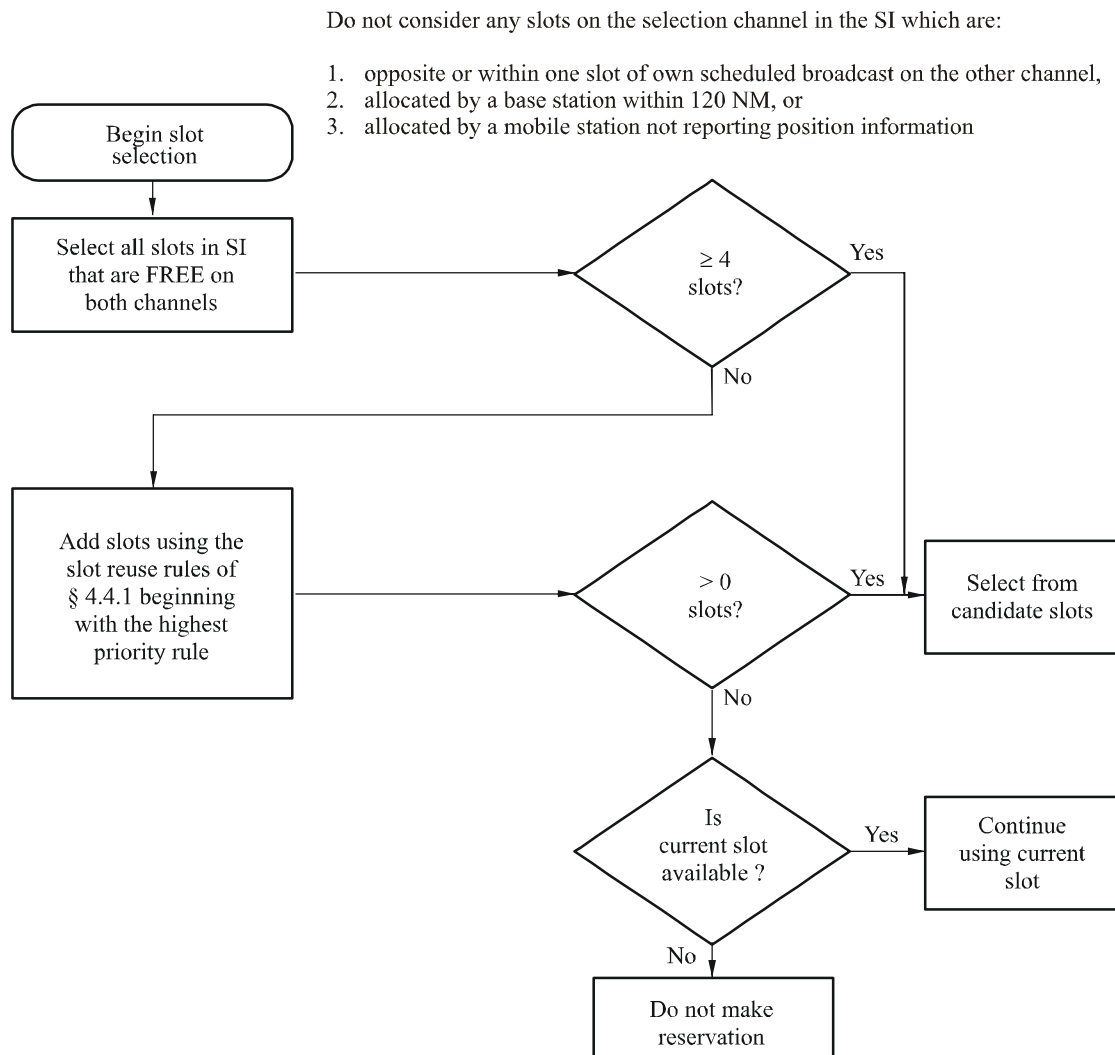 Do not consider any slots on the selection channel in the SI which are:
1. opposite or within one slot of own scheduled broadcast on the other channel,
2. allocated by a base station within 120 NM, or
3. allocated by a mobile station not reporting position information
Begin slot
selection
Select all slots in SI
that are FREE on
both channels
≥ 4
slots?
Yes
No
Add slots using the
slot reuse rules of
§ 4.4.1 beginning
with the highest
priority rule
> 0
slots?
Yes
Select from
candidate slots
No
Is
current slot
available ?
Yes
Continue
using current
slot
No
Do not make
reservation